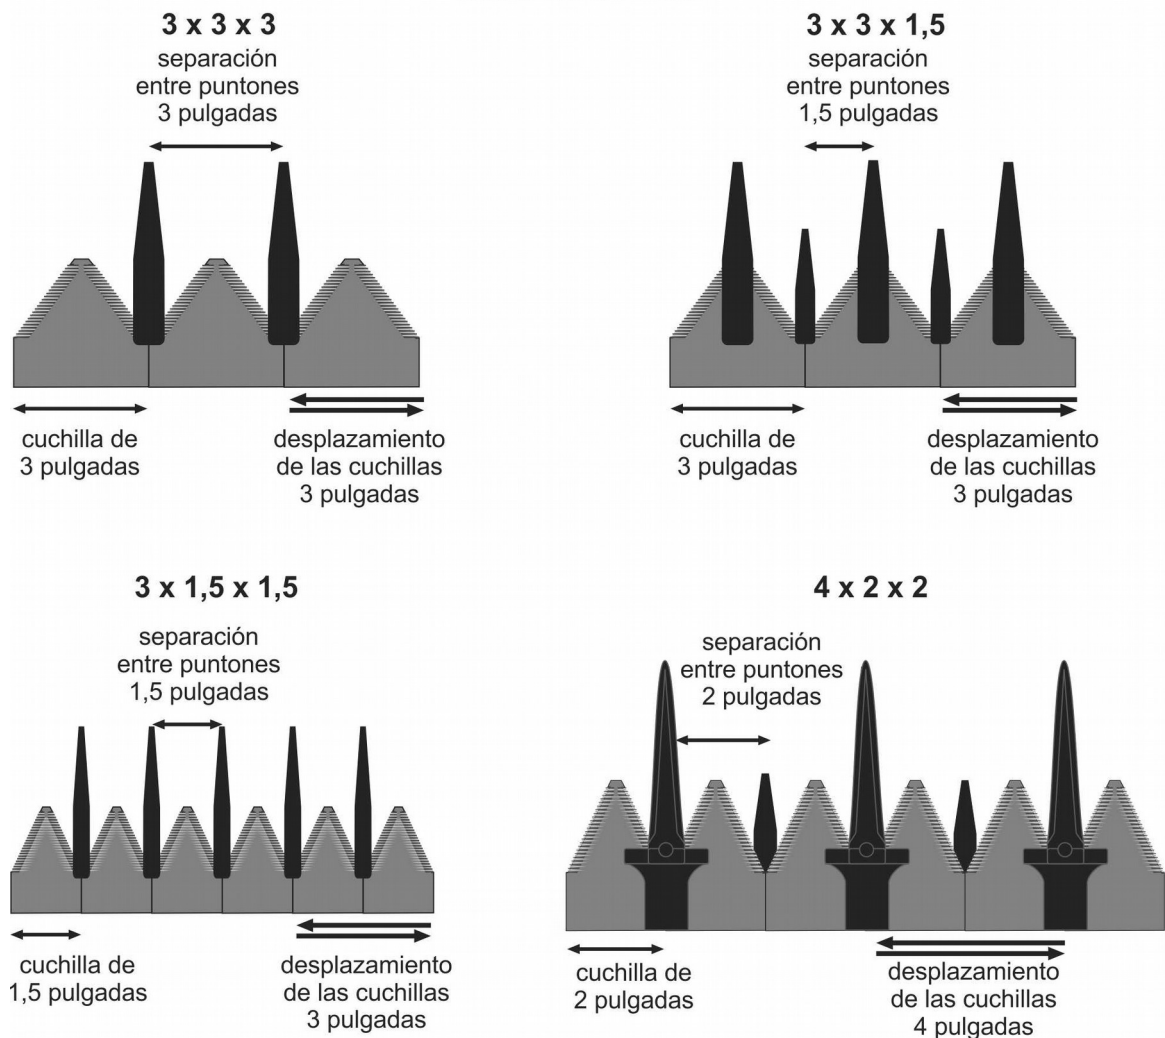 3 x 3 x 3
separación
entre puntones
3 pulgadas
cuchilla de
3 pulgadas
desplazamiento
de las cuchillas
3 pulgadas
3 x 3 x 1,5
separación
entre puntones
1,5 pulgadas
cuchilla de
3 pulgadas
desplazamiento
de las cuchillas
3 pulgadas
3 x 1,5 x 1,5
separación
entre puntones
1,5 pulgadas
cuchilla de
1,5 pulgadas
desplazamiento
de las cuchillas
3 pulgadas
4 x 2 x 2
separación
entre puntones
2 pulgadas
cuchilla de
2 pulgadas
desplazamiento
de las cuchillas
4 pulgadas